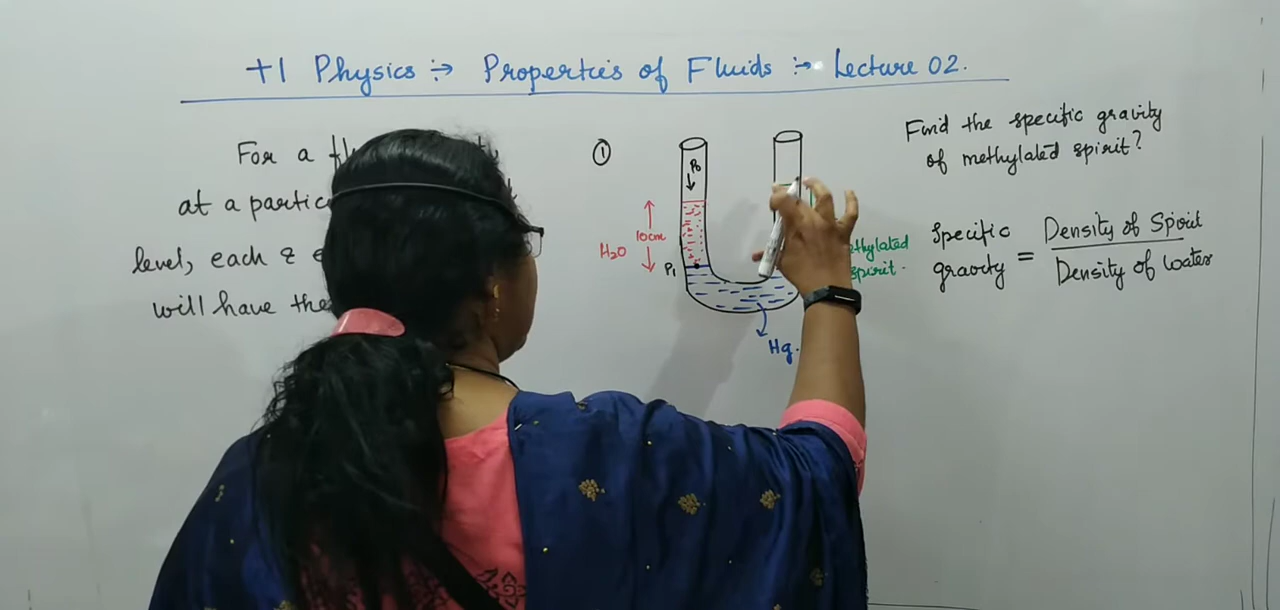 +1 Physics :→ Properties of Fluids :→ Lecture 02.
For a
at a
level, each &
will have the
①
P₀
10cm
H₂O
P₁
Hg.
spirit.
Find the specific gravity
of methylated spirit?
Specific gravity = Density of Spirit / Density of water